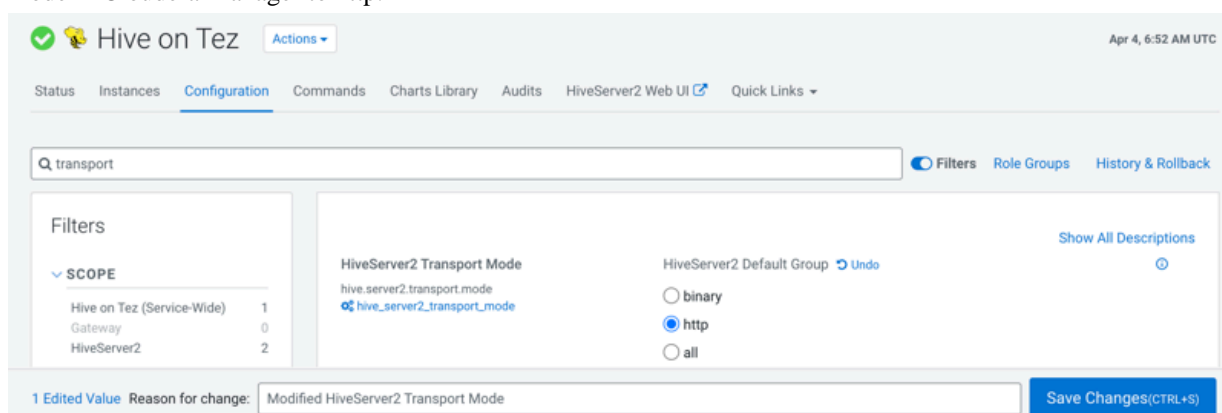 Hive on Tez Actions Apr 4, 6:52 AM UTC
Status Instances Configuration Commands Charts Library Audits HiveServer2 Web UI Quick Links
transport Filters Role Groups History & Rollback
Filters
Show All Descriptions
SCOPE
HiveServer2 Transport Mode HiveServer2 Default Group Undo
hive.server2.transport.mode
binary
hive_server2_transport_mode
Hive on Tez (Service-Wide) 1
Gateway 0
http
HiveServer2 2
all
1 Edited Value Reason for change: Modified HiveServer2 Transport Mode Save Changes(CTRL+S)